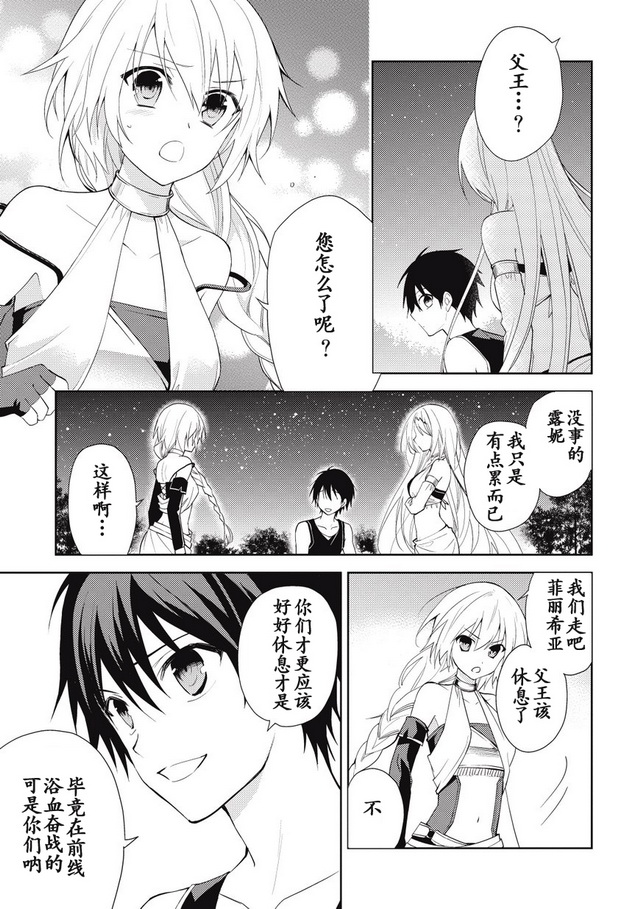 父王…？
您怎么了呢？
没事的
露妮
我只是
有点累而已
这样啊…
我们走吧
菲丽希亚
父王该
休息了
不
你们才更应该
好好休息才是
毕竟在前线
浴血奋战的
可是你们呐